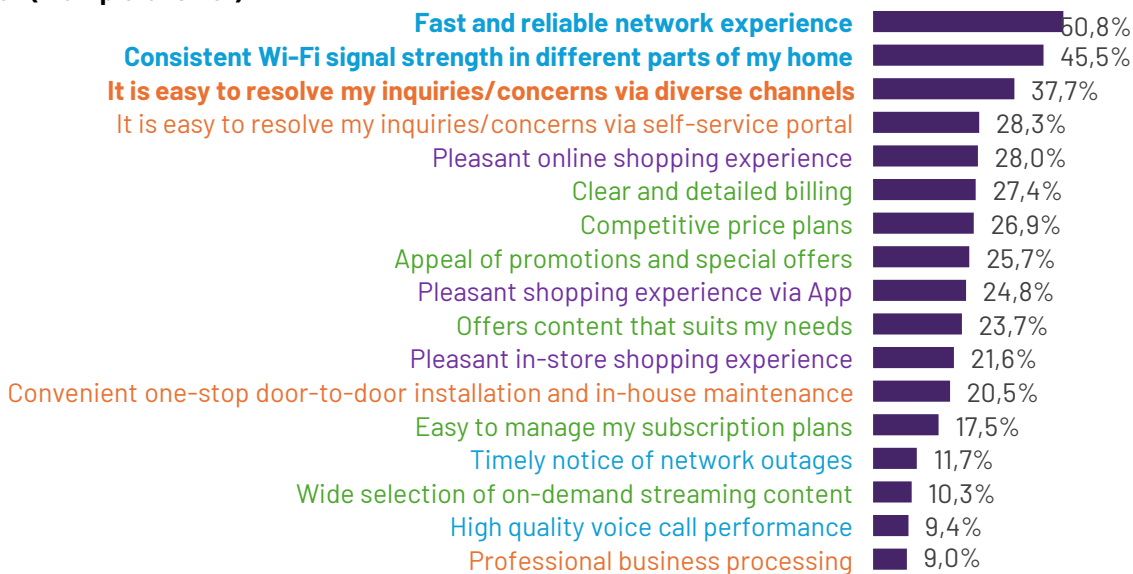 Fast and reliable network experience 50,8%
Consistent Wi-Fi signal strength in different parts of my home 45,5%
It is easy to resolve my inquiries/concerns via diverse channels 37,7%
It is easy to resolve my inquiries/concerns via self-service portal 28,3%
Pleasant online shopping experience 28,0%
Clear and detailed billing 27,4%
Competitive price plans 26,9%
Appeal of promotions and special offers 25,7%
Pleasant shopping experience via App 24,8%
Offers content that suits my needs 23,7%
Pleasant in-store shopping experience 21,6%
Convenient one-stop door-to-door installation and in-house maintenance 20,5%
Easy to manage my subscription plans 17,5%
Timely notice of network outages 11,7%
Wide selection of on-demand streaming content 10,3%
High quality voice call performance 9,4%
Professional business processing 9,0%